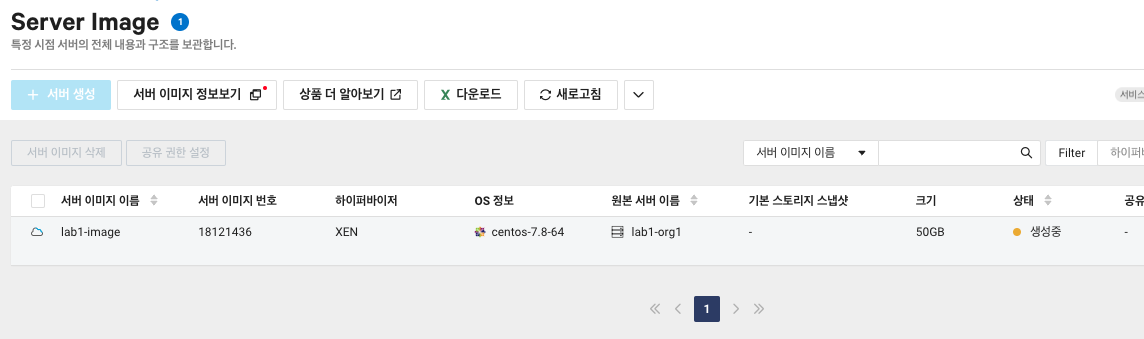 Server Image 1
특정 시점 서버의 전체 내용과 구조를 보관합니다.
+ 서버 생성 서버 이미지 정보보기 상품 더 알아보기 다운로드 새로고침 서비스
서버 이미지 삭제 공유 권한 설정 서버 이미지 이름 Filter 하이퍼
서버 이미지 이름 서버 이미지 번호 하이퍼바이저 OS 정보 원본 서버 이름 기본 스토리지 스냅샷 크기 상태 공유
lab1-image 18121436 XEN centos-7.8-64 lab1-org1 - 50GB 생성중 -
1